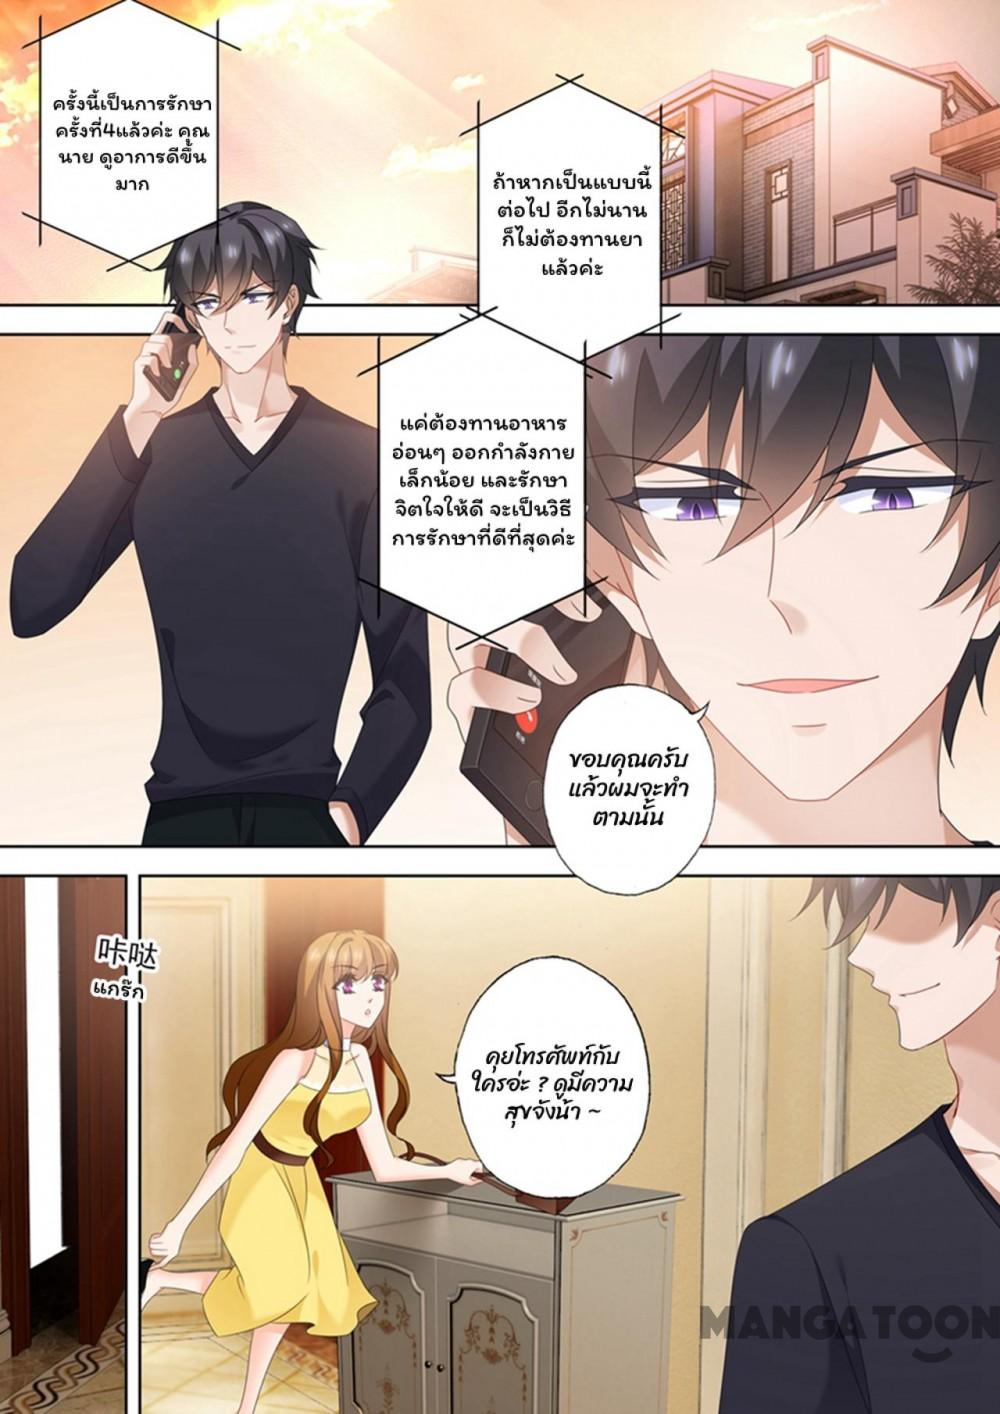 ครั้งนี้เป็นการรักษา
ครั้งที่4แล้วค่ะ คุณ
นาย ดูอาการดีขึ้น
มาก
ถ้าหากเป็นแบบนี้
ต่อไป อีกไม่นาน
ก็ไม่ต้องทานยา
แล้วค่ะ
แค่ต้องทานอาหาร
อ่อนๆ ออกกำลังกาย
เล็กน้อย และรักษา
จิตใจให้ดี จะเป็นวิธี
การรักษาที่ดีที่สุดค่ะ
ขอบคุณครับ
แล้วผมจะทำ
ตามนั้น
咔哒
แกร๊ก
คุยโทรศัพท์กับ
ใครอ่ะ ? ดูมีความ
สุขจังน้า ~
MANGATOON